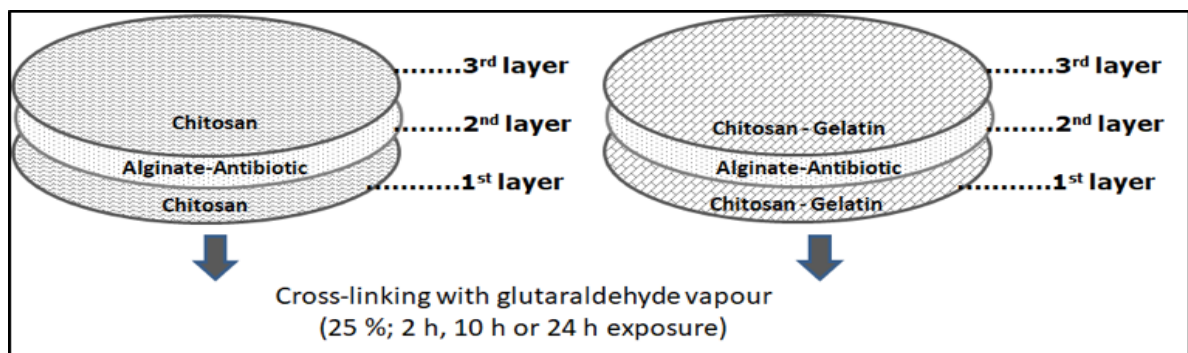 Chitosan
Alginate-Antibiotic
Chitosan
........3rd layer
........2nd layer
...........1st layer
Chitosan - Gelatin
Alginate-Antibiotic
Chitosan - Gelatin
........3rd layer
........2nd layer
...........1st layer
Cross-linking with glutaraldehyde vapour
(25 %; 2 h, 10 h or 24 h exposure)